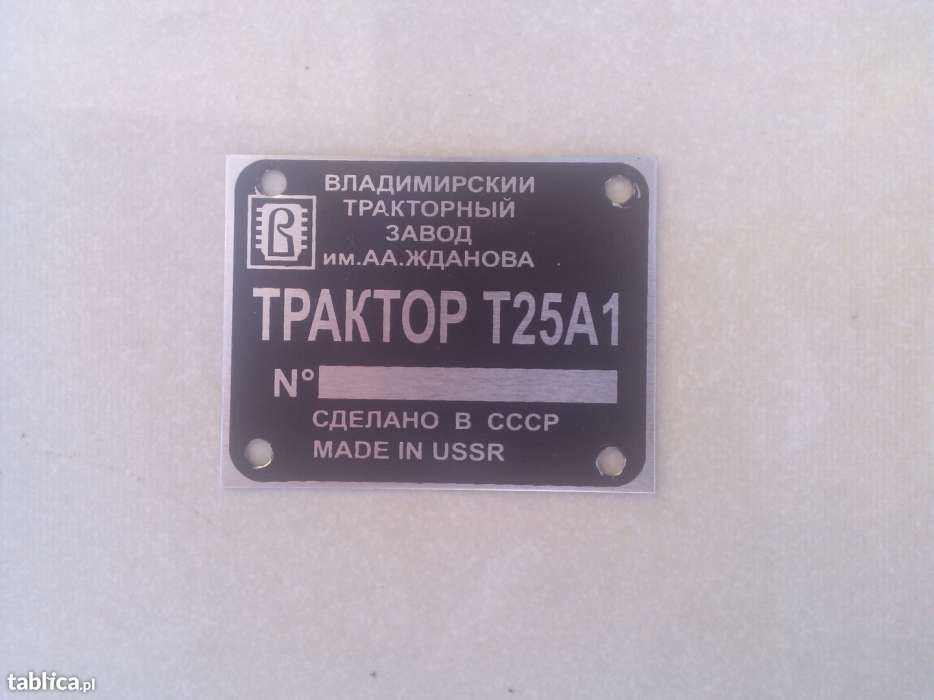 ВЛАДИМИРСКИЙ
ТРАКТОРНЫЙ
ЗАВОД
им.АА.ЖДАНОВА
ТРАКТОР Т25А1
N°
СДЕЛАНО В СССР
MADE IN USSR
tablica.pl